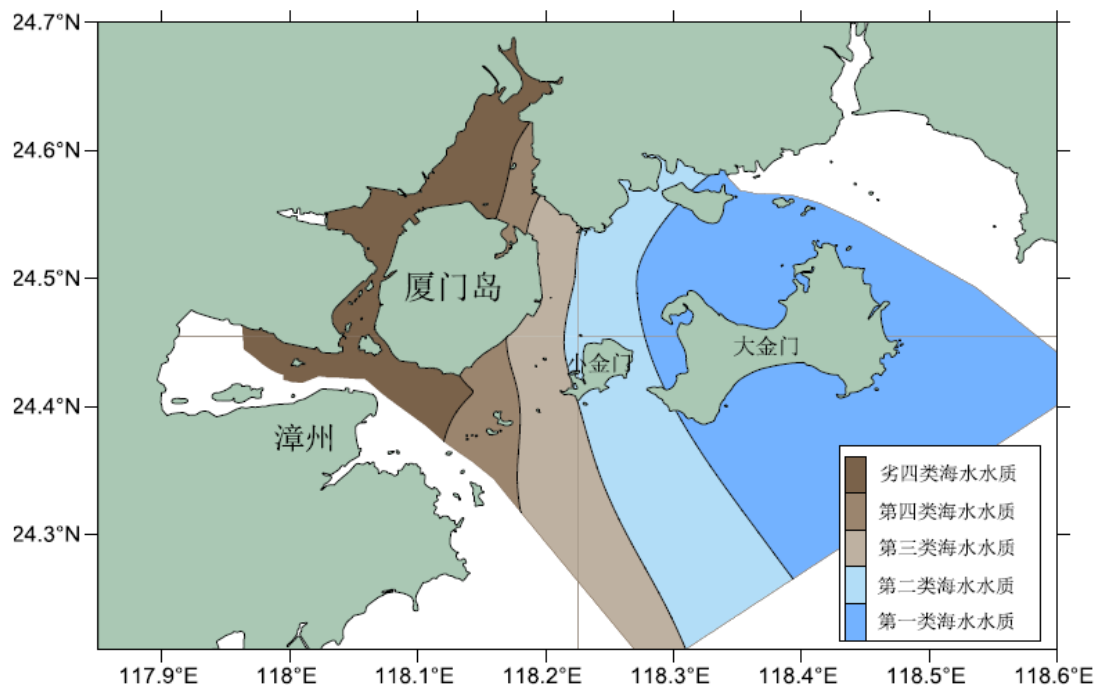 24.7°N
24.6°N
24.5°N
24.4°N
24.3°N
厦门岛
大金门
小金门
漳州
劣四类海水水质
第四类海水水质
第三类海水水质
第二类海水水质
第一类海水水质
117.9°E
118°E
118.1°E
118.2°E
118.3°E
118.4°E
118.5°E
118.6°E